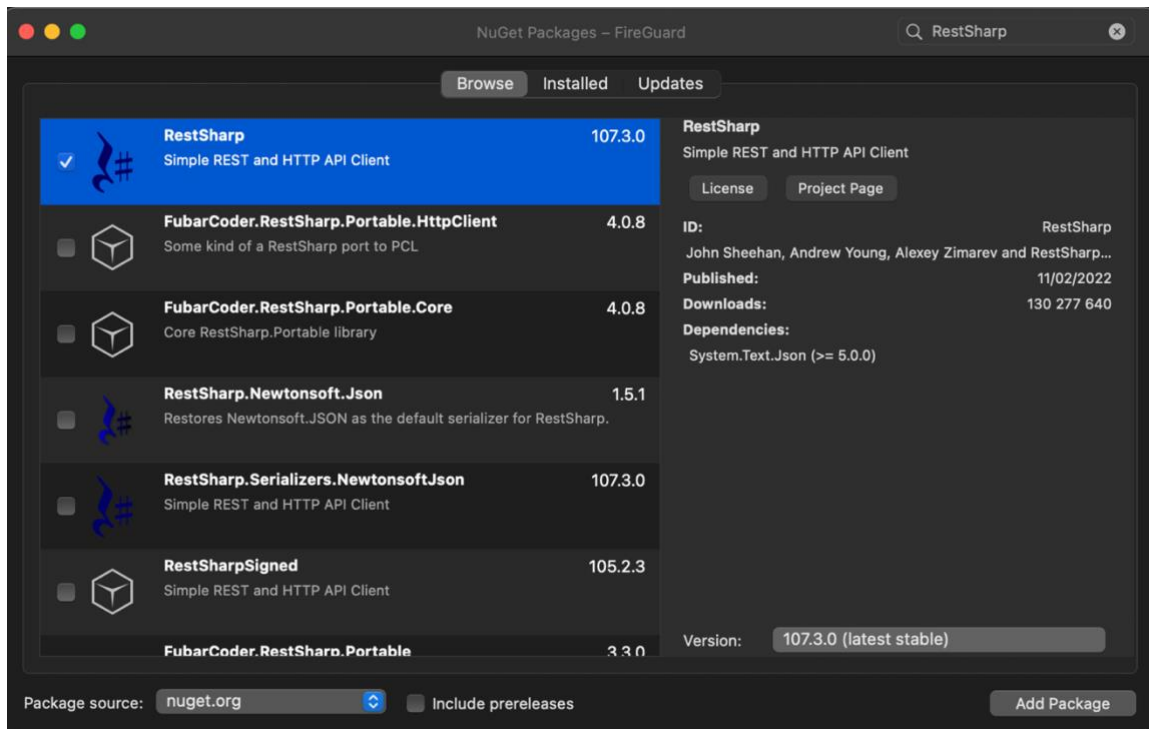 NuGet Packages – FireGuard
RestSharp
Browse
Installed
Updates
RestSharp
107.3.0
Simple REST and HTTP API Client
FubarCoder.RestSharp.Portable.HttpClient
4.0.8
Some kind of a RestSharp port to PCL
FubarCoder.RestSharp.Portable.Core
4.0.8
Core RestSharp.Portable library
RestSharp.Newtonsoft.Json
1.5.1
Restores Newtonsoft.JSON as the default serializer for RestSharp.
RestSharp.Serializers.NewtonsoftJson
107.3.0
Simple REST and HTTP API Client
RestSharpSigned
105.2.3
Simple REST and HTTP API Client
FubarCoder.RestSharp.Portable
3.3.0
RestSharp
Simple REST and HTTP API Client
License
Project Page
ID:
RestSharp
John Sheehan, Andrew Young, Alexey Zimarev and RestSharp...
Published:
11/02/2022
Downloads:
130 277 640
Dependencies:
System.Text.Json (>= 5.0.0)
Version:
107.3.0 (latest stable)
Package source:
nuget.org
Include prereleases
Add Package